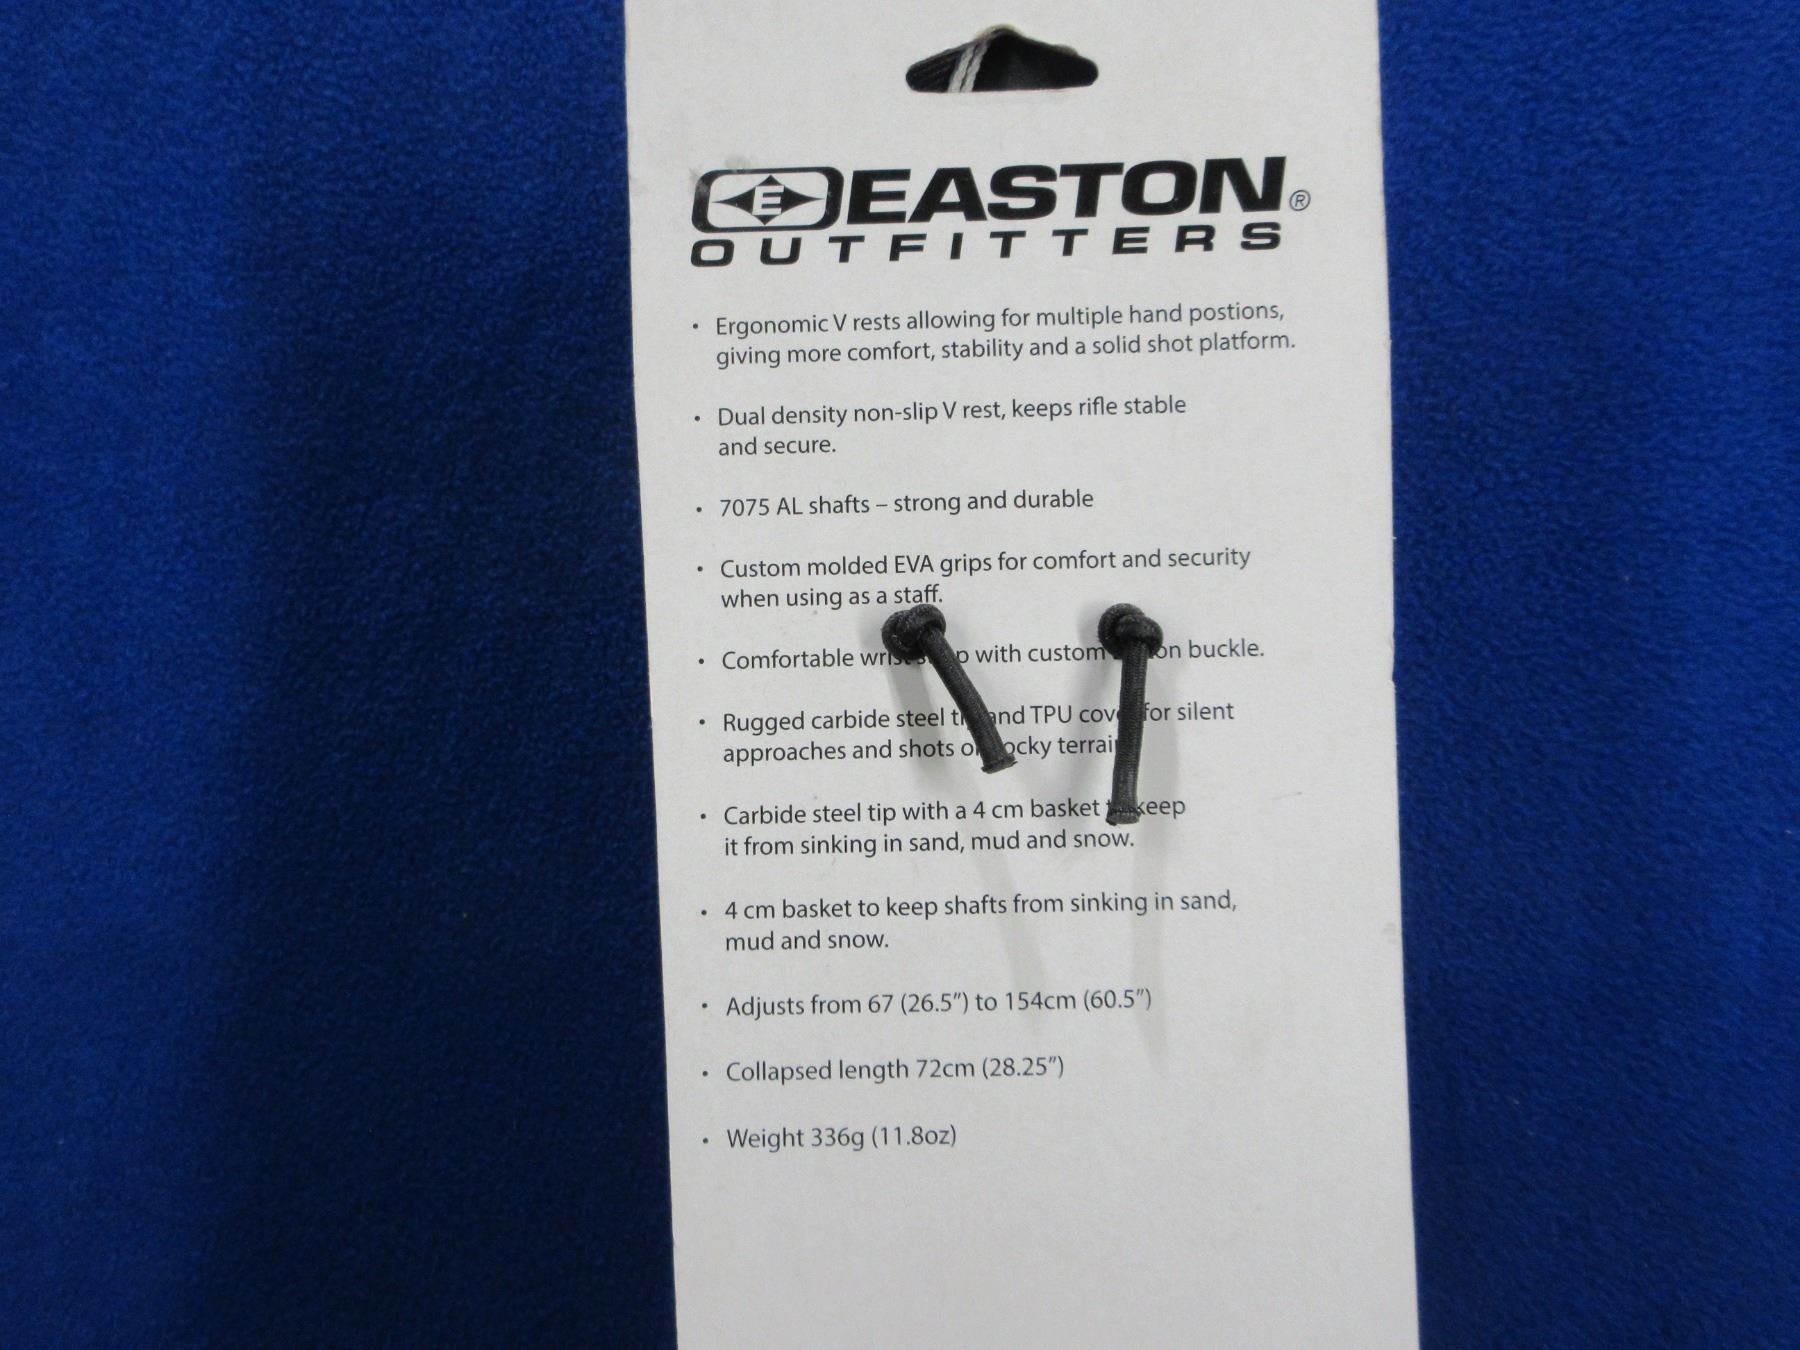 E EASTON®
OUTFITTERS
• Ergonomic V rests allowing for multiple hand postions,
giving more comfort, stability and a solid shot platform.
• Dual density non-slip V rest, keeps rifle stable
and secure.
• 7075 AL shafts – strong and durable
• Custom molded EVA grips for comfort and security
when using as a staff.
• Comfortable with custom buckle.
• Rugged carbide steel and TPU for silent
approaches and shots
• Carbide steel tip with a 4 cm basket keep
it from sinking in sand, mud and snow.
• 4 cm basket to keep shafts from sinking in sand,
mud and snow.
• Adjusts from 67 (26.5″) to 154cm (60.5″)
• Collapsed length 72cm (28.25″)
• Weight 336g (11.8oz)